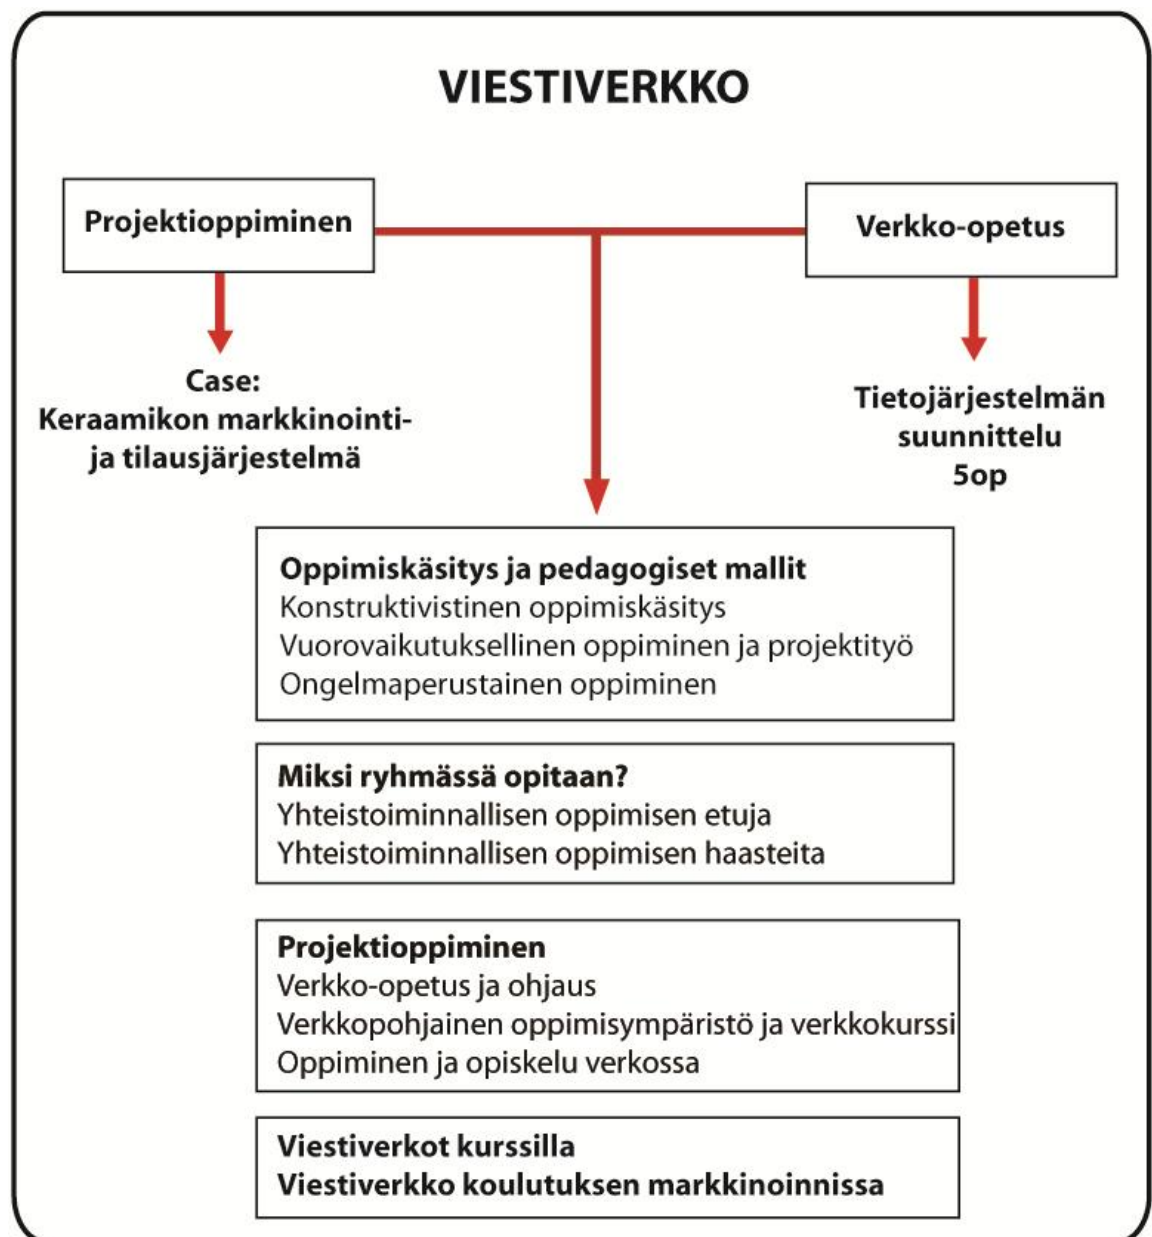 VIESTIVERKKO
Projektioppiminen
Verkko-opetus
Case:
Keraamikon markkinointi-
ja tilausjärjestelmä
Tietojärjestelmän
suunnittelu
5op
Oppimiskäsitys ja pedagogiset mallit
Konstruktivistinen oppimiskäsitys
Vuorovaikutuksellinen oppiminen ja projektityö
Ongelmaperustainen oppiminen
Miksi ryhmässä opitaan?
Yhteistoiminnallisen oppimisen etuja
Yhteistoiminnallisen oppimisen haasteita
Projektioppiminen
Verkko-opetus ja ohjaus
Verkkopohjainen oppimisympäristö ja verkkokurssi
Oppiminen ja opiskelu verkossa
Viestiverkot kurssilla
Viestiverkko koulutuksen markkinoinnissa